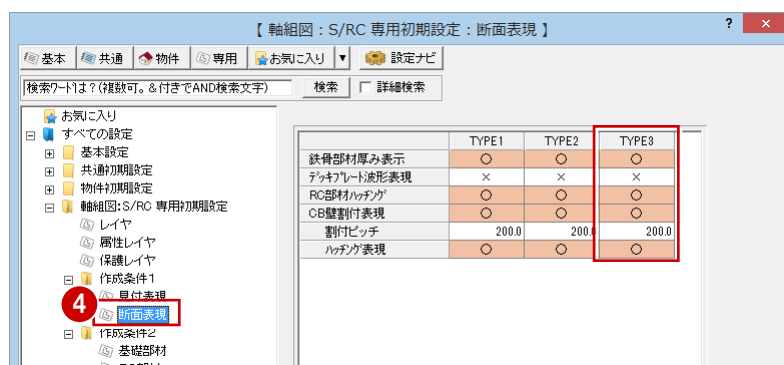 【 軸組図：S/RC 専用初期設定：断面表現 】
? ×
基本 共通 物件 専用 お気に入り ▼ 設定ナビ
検索ワードは？(複数可。＆付きでAND検索文字) 検索 詳細検索
お気に入り
すべての設定
基本設定
共通初期設定
物件初期設定
軸組図:S/RC 専用初期設定
レイヤ
属性レイヤ
保護レイヤ
作成条件1
見付表現
4 断面表現
作成条件2
基礎部材
TYPE1 TYPE2 TYPE3
鉄骨部材厚み表示 ○ ○ ○
デッキプレート波形表現 × × ×
RC部材ハッチング ○ ○ ○
CB壁割付表現 ○ ○ ○
割付ピッチ 200.0 200.0 200.0
ハッチング表現 ○ ○ ○